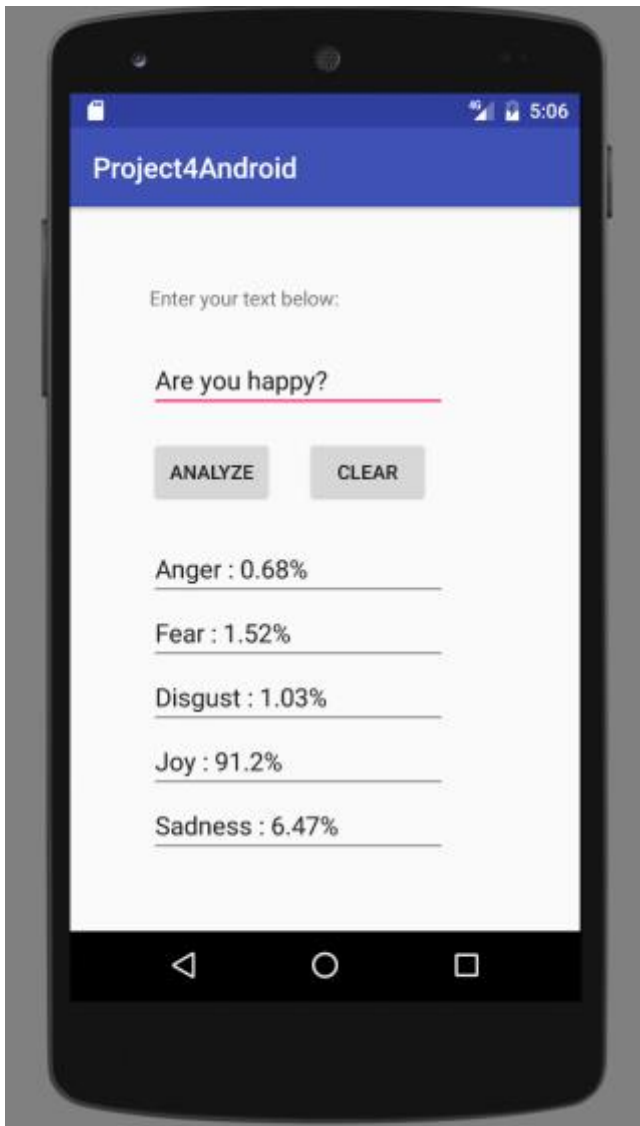 4G 5:06
Project4Android
Enter your text below:
Are you happy?
ANALYZE CLEAR
Anger : 0.68%
Fear : 1.52%
Disgust : 1.03%
Joy : 91.2%
Sadness : 6.47%